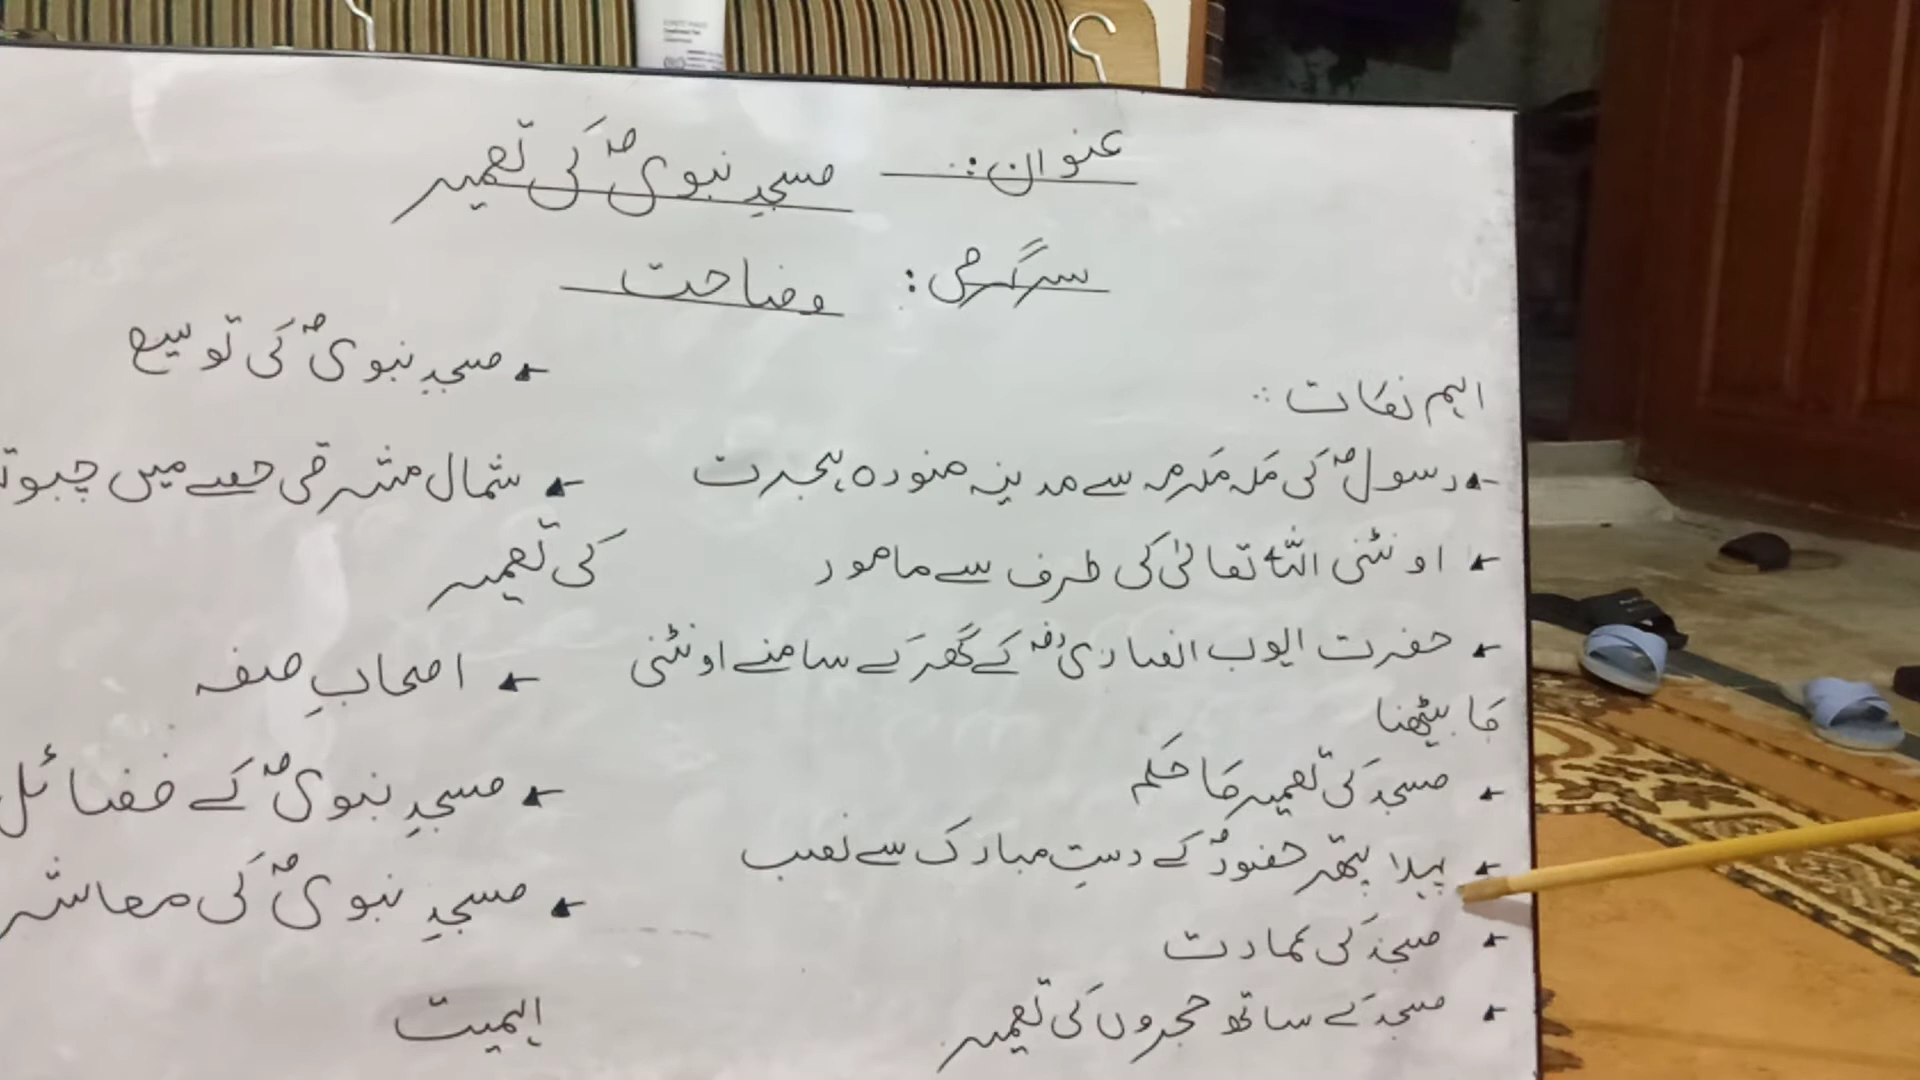 عنوان:
مسجدِ نبویؐ کی تعمیر
سرگرمی:
وضاحت
اہم نقات:
رسولؐ کی مکہ مکرمہ سے مدینہ منورہ ہجرت
اونٹنی اللہ تعالیٰ کی طرف سے مامور
حضرت ایوب انصاریؓ کے گھر کے سامنے اونٹنی
کا بیٹھنا
مسجد کی تعمیر کا حکم
پہلا پتھر حضورؐ کے دستِ مبارک سے نصب
مسجد کی عمارت
مسجد کے ساتھ حجروں کی تعمیر
مسجدِ نبویؐ کی توسیع
شمال مشرقی حصے میں
کی تعمیر
اصحابِ صفہ
مسجدِ نبویؐ کے فضائل
مسجدِ نبویؐ کی
اہمیت